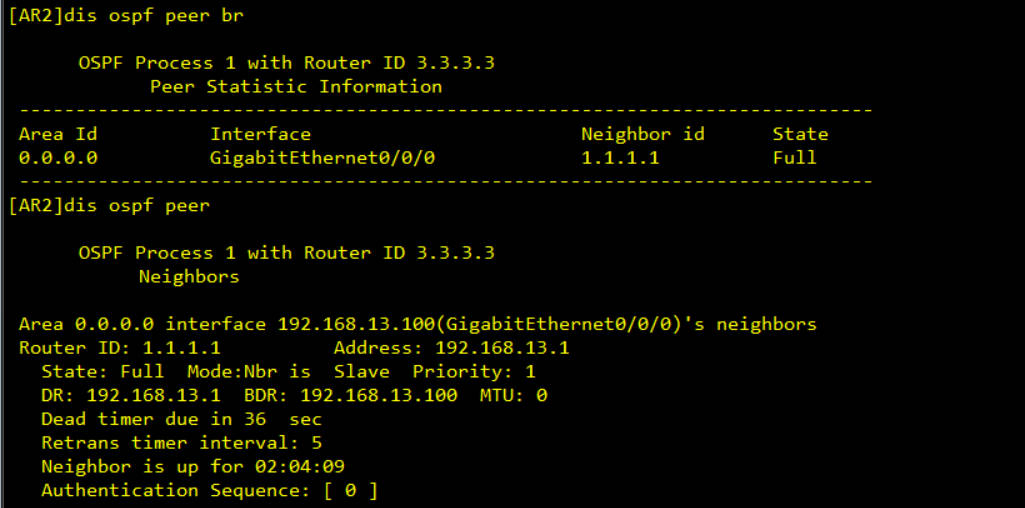 [AR2]dis ospf peer br
OSPF Process 1 with Router ID 3.3.3.3
Peer Statistic Information
----------------------------------------------------------------------------
Area Id Interface Neighbor id State
0.0.0.0 GigabitEthernet0/0/0 1.1.1.1 Full
----------------------------------------------------------------------------
[AR2]dis ospf peer
OSPF Process 1 with Router ID 3.3.3.3
Neighbors
Area 0.0.0.0 interface 192.168.13.100(GigabitEthernet0/0/0)'s neighbors
Router ID: 1.1.1.1 Address: 192.168.13.1
State: Full Mode:Nbr is Slave Priority: 1
DR: 192.168.13.1 BDR: 192.168.13.100 MTU: 0
Dead timer due in 36 sec
Retrans timer interval: 5
Neighbor is up for 02:04:09
Authentication Sequence: [ 0 ]